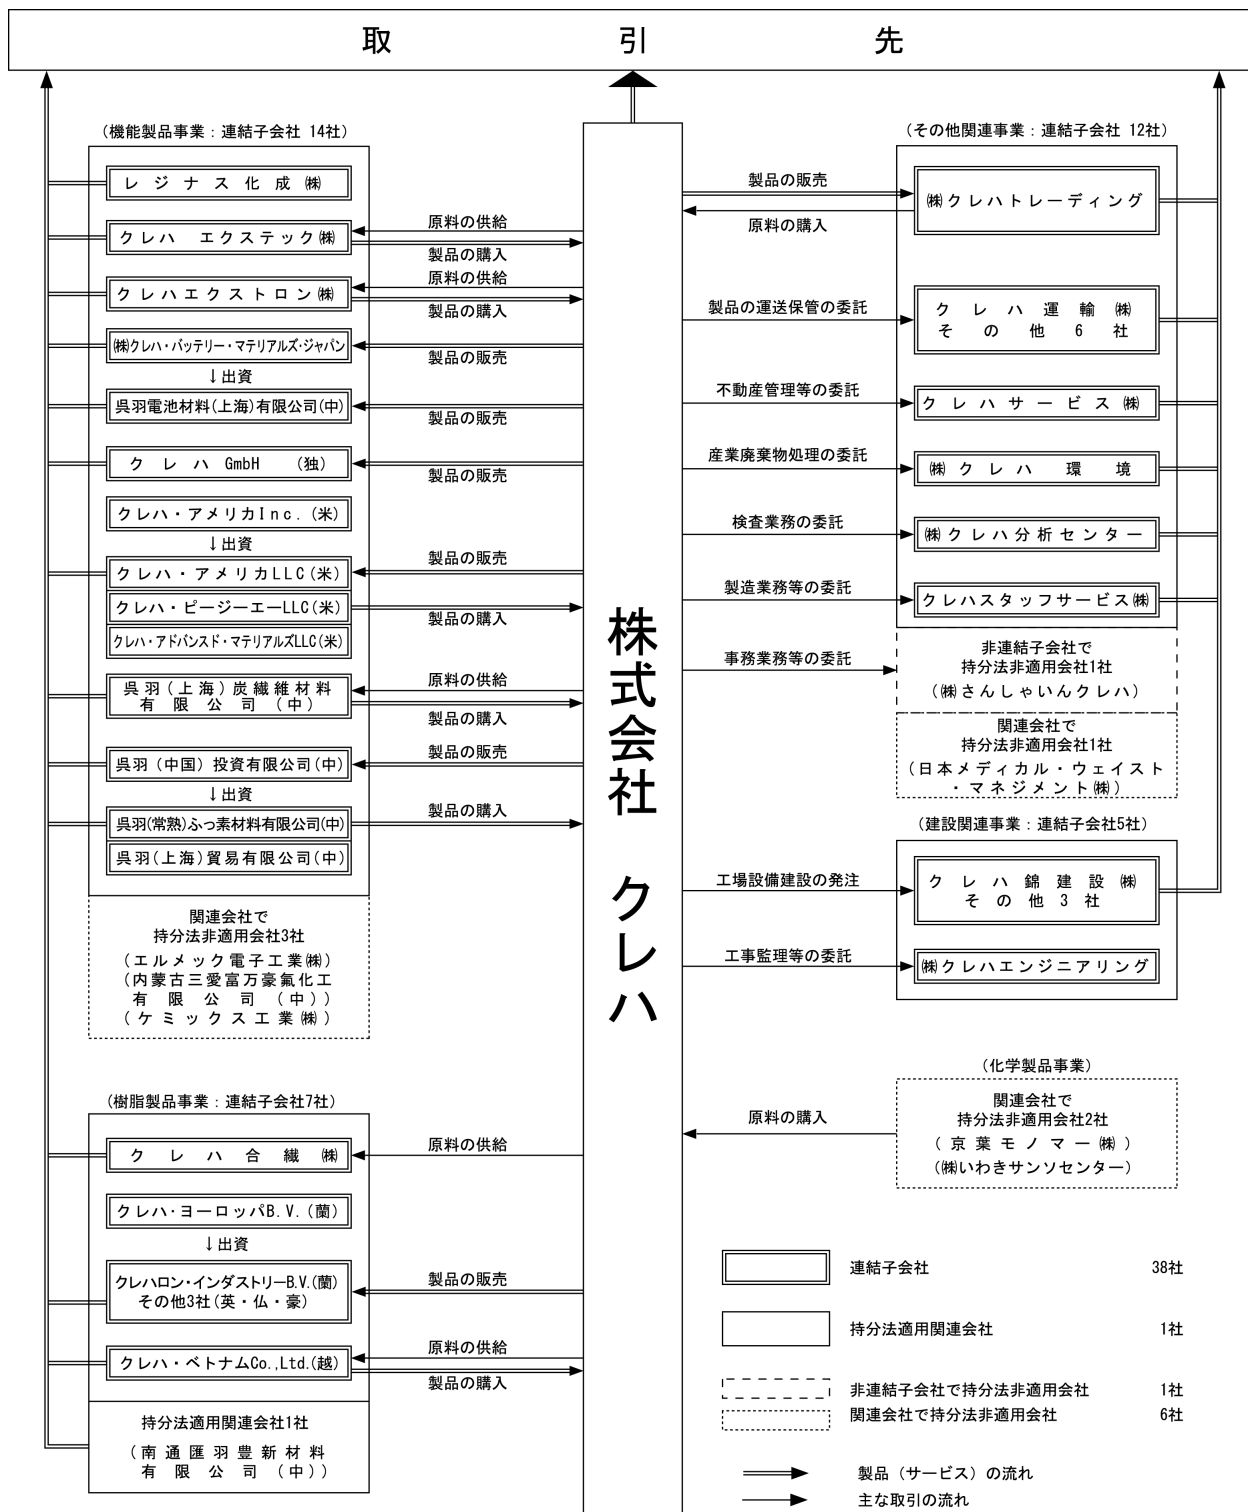 取引先
(機能製品事業：連結子会社 14社)
レジナス化成㈱
クレハ エクステック㈱
原料の供給
製品の購入
クレハエクストロン㈱
原料の供給
製品の購入
㈱クレハ・バッテリー・マテリアルズ・ジャパン
製品の販売
↓出資
呉羽電池材料(上海)有限公司(中)
製品の販売
クレハ GmbH (独)
製品の販売
クレハ・アメリカInc.(米)
↓出資
クレハ・アメリカLLC(米)
製品の販売
クレハ・ピージーエーLLC(米)
製品の購入
クレハ・アドバンスド・マテリアルズLLC(米)
呉羽(上海)炭繊維材料
有限公司(中)
原料の供給
製品の購入
呉羽(中国)投資有限公司(中)
製品の販売
↓出資
呉羽(常熟)ふっ素材料有限公司(中)
製品の購入
呉羽(上海)貿易有限公司(中)
関連会社で
持分法非適用会社3社
(エルメック電子工業㈱)
(内蒙古三愛富万豪氟化工
有限公司(中))
(ケミックス工業㈱)
(樹脂製品事業：連結子会社7社)
クレハ合繊㈱
原料の供給
クレハ・ヨーロッパB.V.(蘭)
↓出資
クレハロン・インダストリーB.V.(蘭)
その他3社(英・仏・豪)
製品の販売
クレハ・ベトナムCo.,Ltd.(越)
原料の供給
製品の購入
持分法適用関連会社1社
(南通匯羽豊新材料
有限公司(中))
株式会社 クレハ
(その他関連事業：連結子会社 12社)
製品の販売
㈱クレハトレーディング
原料の購入
製品の運送保管の委託
クレハ運輸㈱
その他6社
不動産管理等の委託
クレハサービス㈱
産業廃棄物処理の委託
㈱クレハ環境
検査業務の委託
㈱クレハ分析センター
製造業務等の委託
クレハスタッフサービス㈱
事務業務等の委託
非連結子会社で
持分法非適用会社1社
(㈱さんしゃいんクレハ)
関連会社で
持分法非適用会社1社
(日本メディカル・ウェイスト
・マネジメント㈱)
(建設関連事業：連結子会社5社)
工場設備建設の発注
クレハ錦建設㈱
その他3社
工事監理等の委託
㈱クレハエンジニアリング
(化学製品事業)
原料の購入
関連会社で
持分法非適用会社2社
(京葉モノマー㈱)
(㈱いわきサンソセンター)
連結子会社 38社
持分法適用関連会社 1社
非連結子会社で持分法非適用会社 1社
関連会社で持分法非適用会社 6社
製品(サービス)の流れ
主な取引の流れ